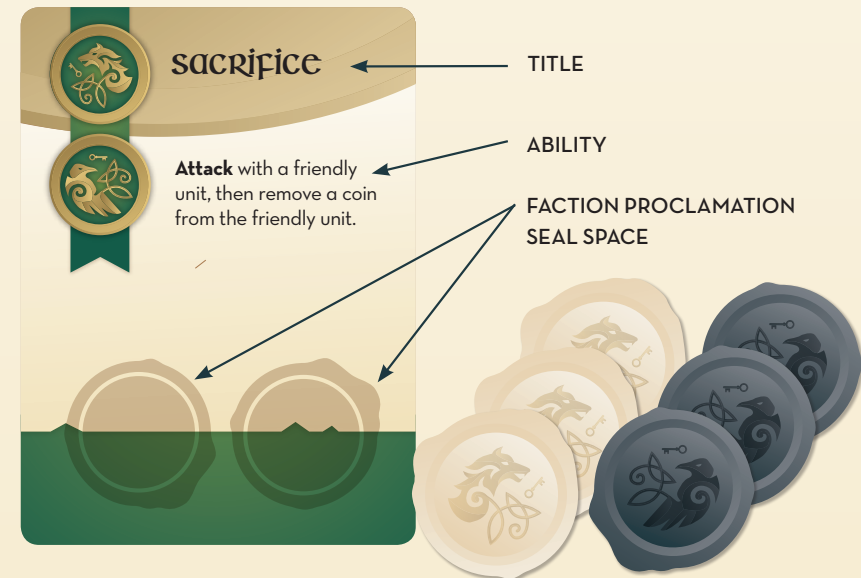 sacrifice
TITLE
ABILITY
Attack with a friendly
unit, then remove a coin
from the friendly unit.
FACTION PROCLAMATION
SEAL SPACE